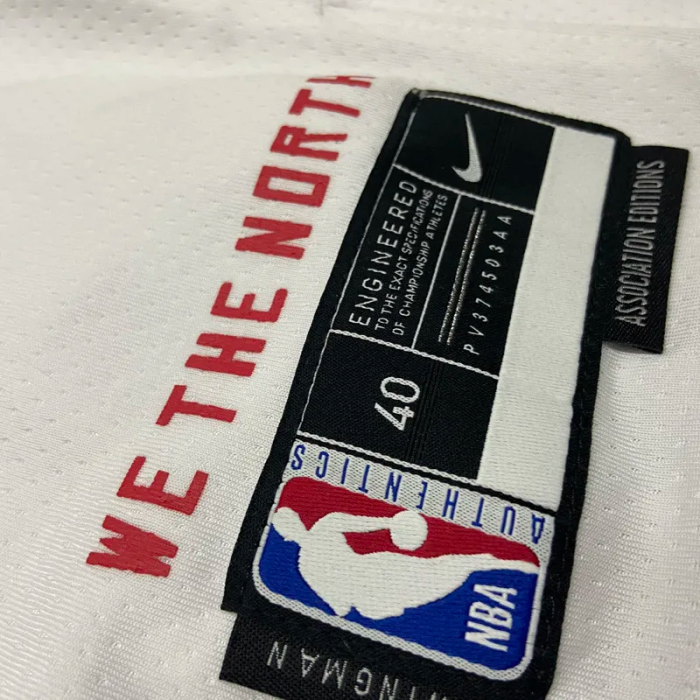 WE THE NORTH
ENGINEERED
TO THE EXACT SPECIFICATIONS
OF CHAMPIONSHIP ATHLETES
PV374503AA
40
AUTHENTICS
NBA
ASSOCIATION EDITIONS